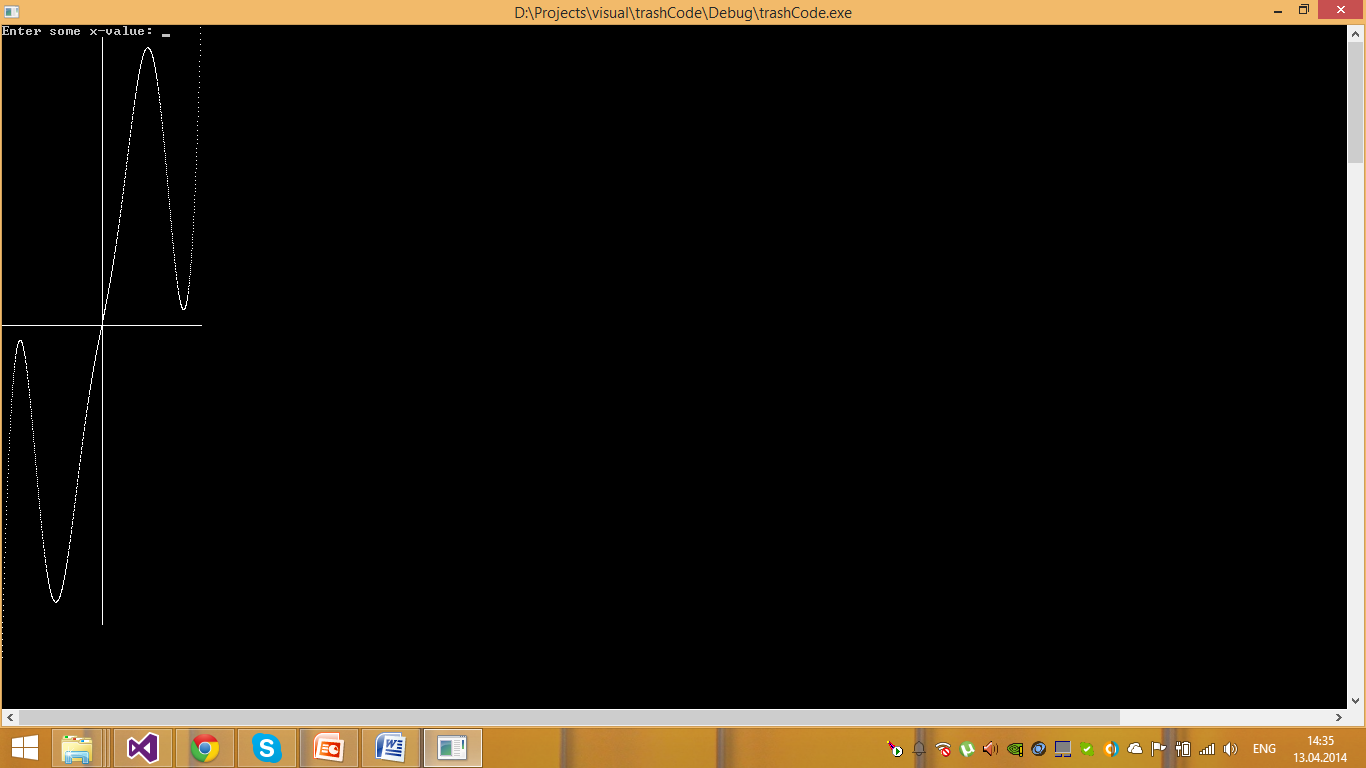 D:\Projects\visual\trashCode\Debug\trashCode.exe
Enter some x-value: _
ENG
14:35
13.04.2014